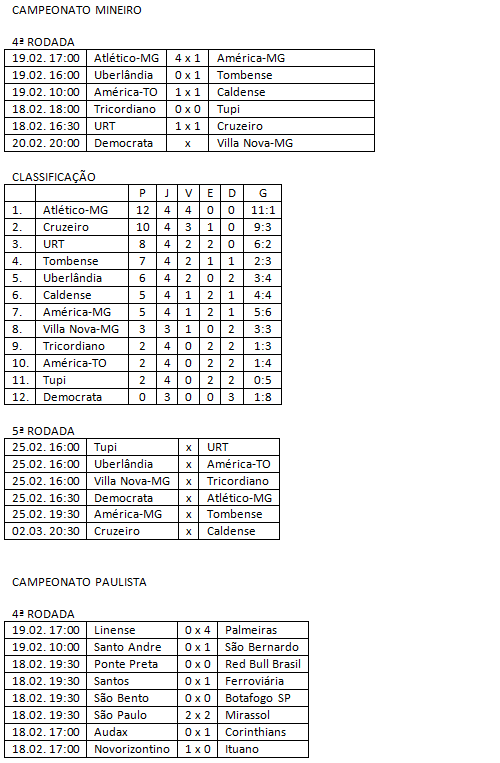 CAMPEONATO MINEIRO
4ª RODADA
19.02. 17:00 Atlético-MG 4 x 1 América-MG
19.02. 16:00 Uberlândia 0 x 1 Tombense
19.02. 10:00 América-TO 1 x 1 Caldense
18.02. 18:00 Tricordiano 0 x 0 Tupi
18.02. 16:30 URT 1 x 1 Cruzeiro
20.02. 20:00 Democrata x Villa Nova-MG
CLASSIFICAÇÃO
P J V E D G
1. Atlético-MG 12 4 4 0 0 11:1
2. Cruzeiro 10 4 3 1 0 9:3
3. URT 8 4 2 2 0 6:2
4. Tombense 7 4 2 1 1 2:3
5. Uberlândia 6 4 2 0 2 3:4
6. Caldense 5 4 1 2 1 4:4
7. América-MG 5 4 1 2 1 5:6
8. Villa Nova-MG 3 3 1 0 2 3:3
9. Tricordiano 2 4 0 2 2 1:3
10. América-TO 2 4 0 2 2 1:4
11. Tupi 2 4 0 2 2 0:5
12. Democrata 0 3 0 0 3 1:8
5ª RODADA
25.02. 16:00 Tupi x URT
25.02. 16:00 Uberlândia x América-TO
25.02. 16:00 Villa Nova-MG x Tricordiano
25.02. 16:30 Democrata x Atlético-MG
25.02. 19:30 América-MG x Tombense
02.03. 20:30 Cruzeiro x Caldense
CAMPEONATO PAULISTA
4ª RODADA
19.02. 17:00 Linense 0 x 4 Palmeiras
19.02. 10:00 Santo Andre 0 x 1 São Bernardo
18.02. 19:30 Ponte Preta 0 x 0 Red Bull Brasil
18.02. 19:30 Santos 0 x 1 Ferroviária
18.02. 19:30 São Bento 0 x 0 Botafogo SP
18.02. 19:30 São Paulo 2 x 2 Mirassol
18.02. 17:00 Audax 0 x 1 Corinthians
18.02. 17:00 Novorizontino 1 x 0 Ituano